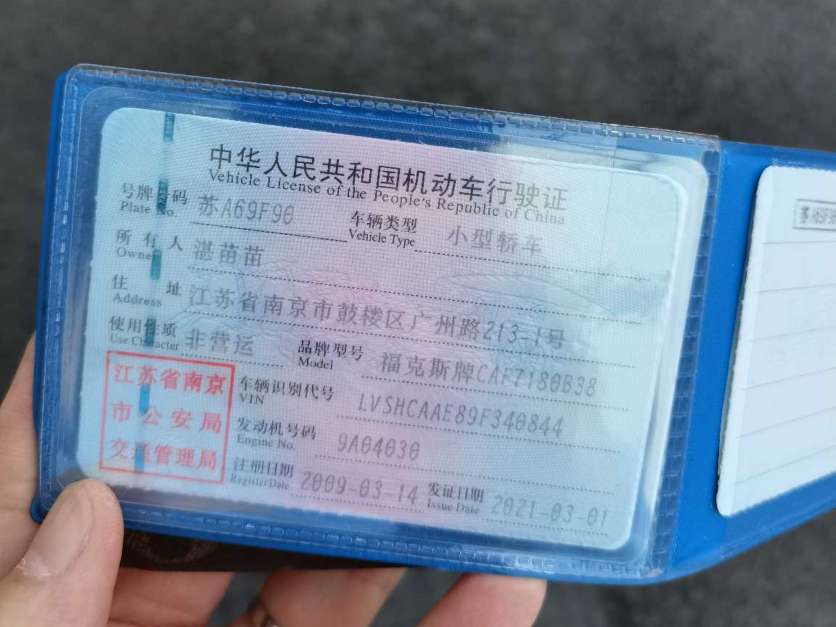 中华人民共和国机动车行驶证
Vehicle License of the People's Republic of China
号牌号码 苏A69F90 车辆类型 小型轿车
Plate No. Vehicle Type
所有人 湛苗苗
Owner
住址 江苏省南京市鼓楼区广州路213-1号
Address
使用性质 非营运 品牌型号 福克斯牌CAF7180B38
Use Character Model
江苏省南京
市公安局
交通管理局
车辆识别代号 LVSHCAAE89F340844
VIN
发动机号码 9A04030
Engine No.
注册日期 2009-03-14 发证日期 2021-03-01
Register Date Issue Date